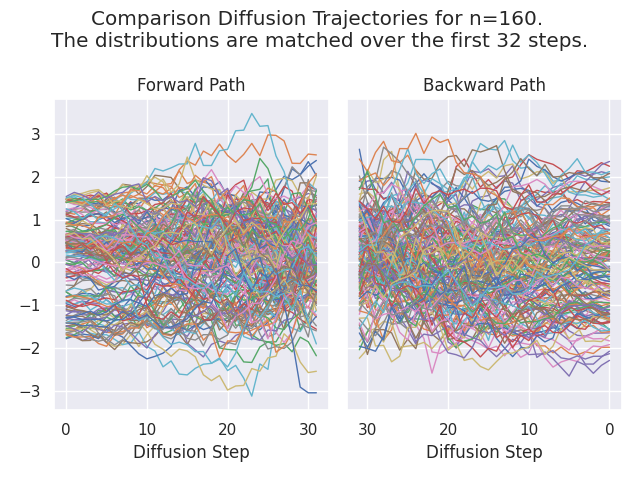 Comparison Diffusion Trajectories for n=160.
The distributions are matched over the first 32 steps.
Forward Path
Backward Path
3
2
1
0
−1
−2
−3
0 10 20 30
30 20 10 0
Diffusion Step
Diffusion Step